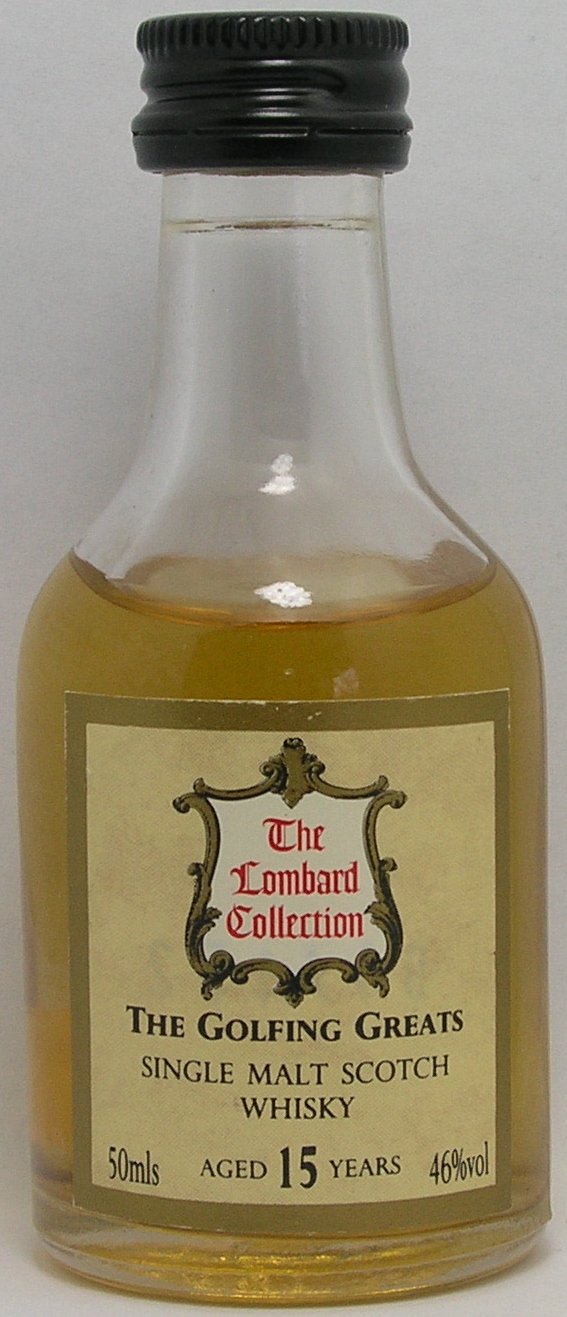 The
Lombard
Collection
THE GOLFING GREATS
SINGLE MALT SCOTCH
WHISKY
50mls AGED 15 YEARS 46%vol